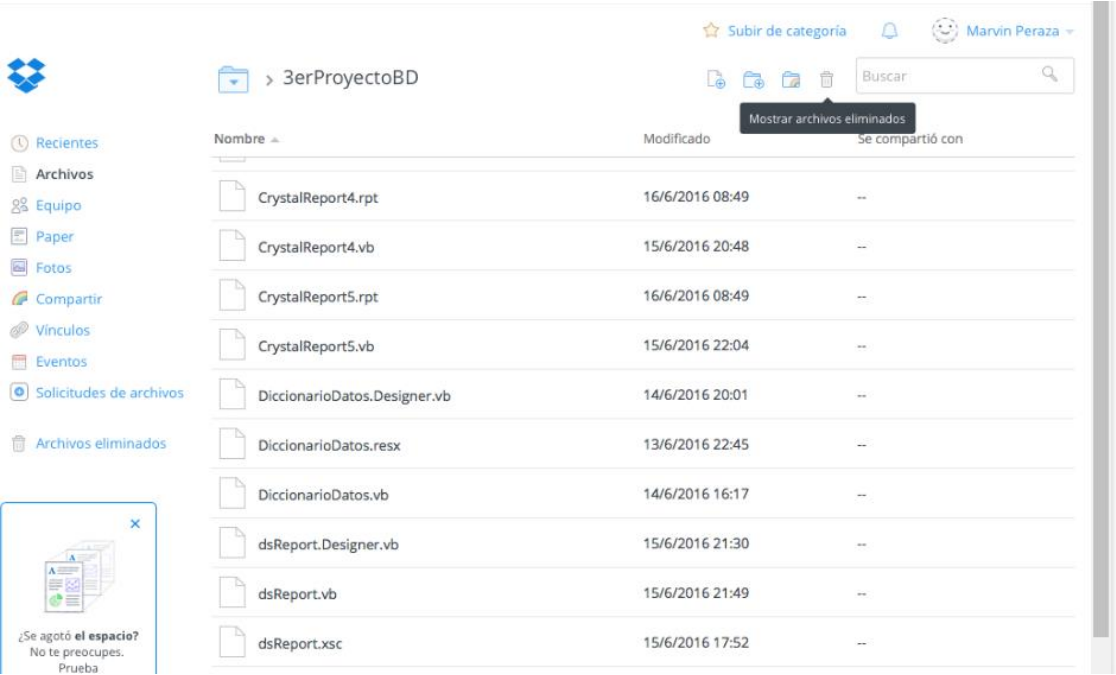 Subir de categoría
Marvin Peraza
3erProyectoBD
Buscar
Mostrar archivos eliminados
Recientes
Archivos
Equipo
Paper
Fotos
Compartir
Vínculos
Eventos
Solicitudes de archivos
Archivos eliminados
Nombre Modificado Se compartió con
CrystalReport4.rpt 16/6/2016 08:49 --
CrystalReport4.vb 15/6/2016 20:48 --
CrystalReport5.rpt 16/6/2016 08:49 --
CrystalReport5.vb 15/6/2016 22:04 --
DiccionarioDatos.Designer.vb 14/6/2016 20:01 --
DiccionarioDatos.resx 13/6/2016 22:45 --
DiccionarioDatos.vb 14/6/2016 16:17 --
dsReport.Designer.vb 15/6/2016 21:30 --
dsReport.vb 15/6/2016 21:49 --
dsReport.xsc 15/6/2016 17:52 --
¿Se agotó el espacio?
No te preocupes.
Prueba